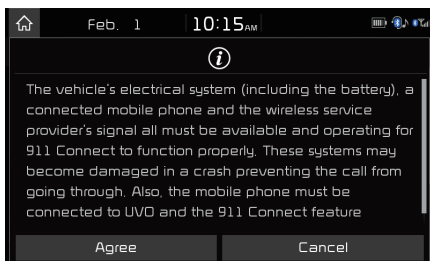 Feb. 1 10:15 AM
The vehicle's electrical system (including the battery), a
connected mobile phone and the wireless service
provider's signal all must be available and operating for
911 Connect to function properly. These systems may
become damaged in a crash preventing the call from
going through. Also, the mobile phone must be
connected to UVO and the 911 Connect feature
Agree Cancel